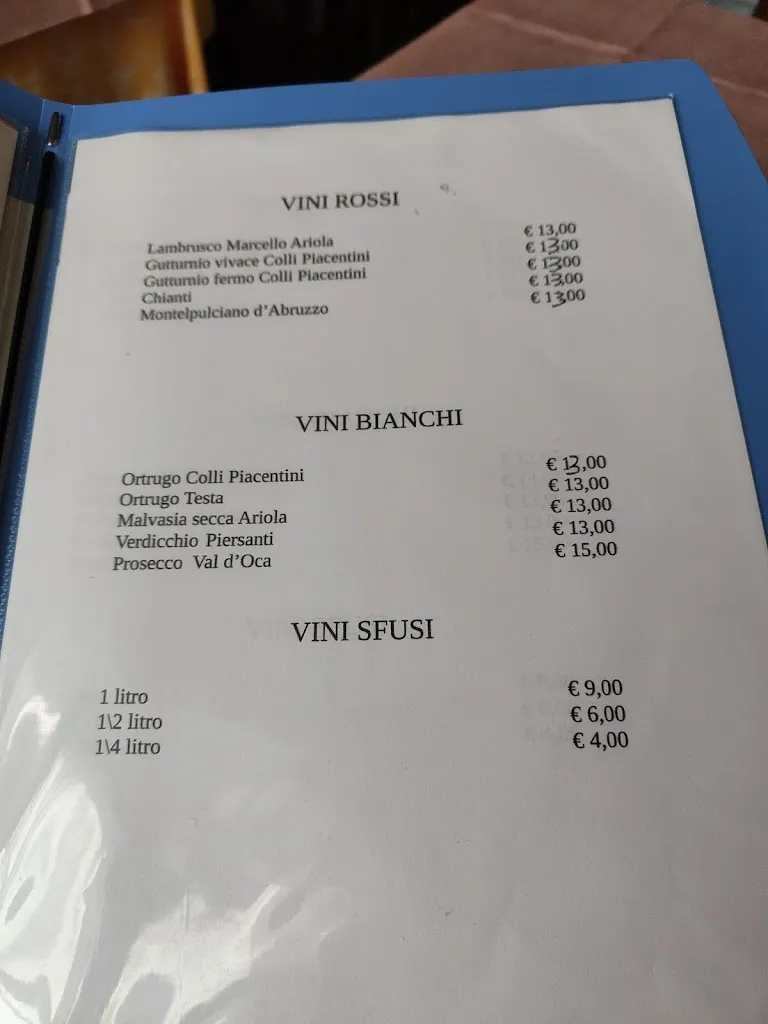 VINI ROSSI
Lambrusco Marcello Ariola € 13,00
Gutturnio vivace Colli Piacentini € 13,00
Gutturnio fermo Colli Piacentini € 13,00
Chianti € 13,00
Montelpulciano d'Abruzzo € 13,00
VINI BIANCHI
Ortrugo Colli Piacentini € 13,00
Ortrugo Testa € 13,00
Malvasia secca Ariola € 13,00
Verdicchio Piersanti € 13,00
Prosecco Val d'Oca € 15,00
VINI SFUSI
1 litro € 9,00
1\2 litro € 6,00
1\4 litro € 4,00